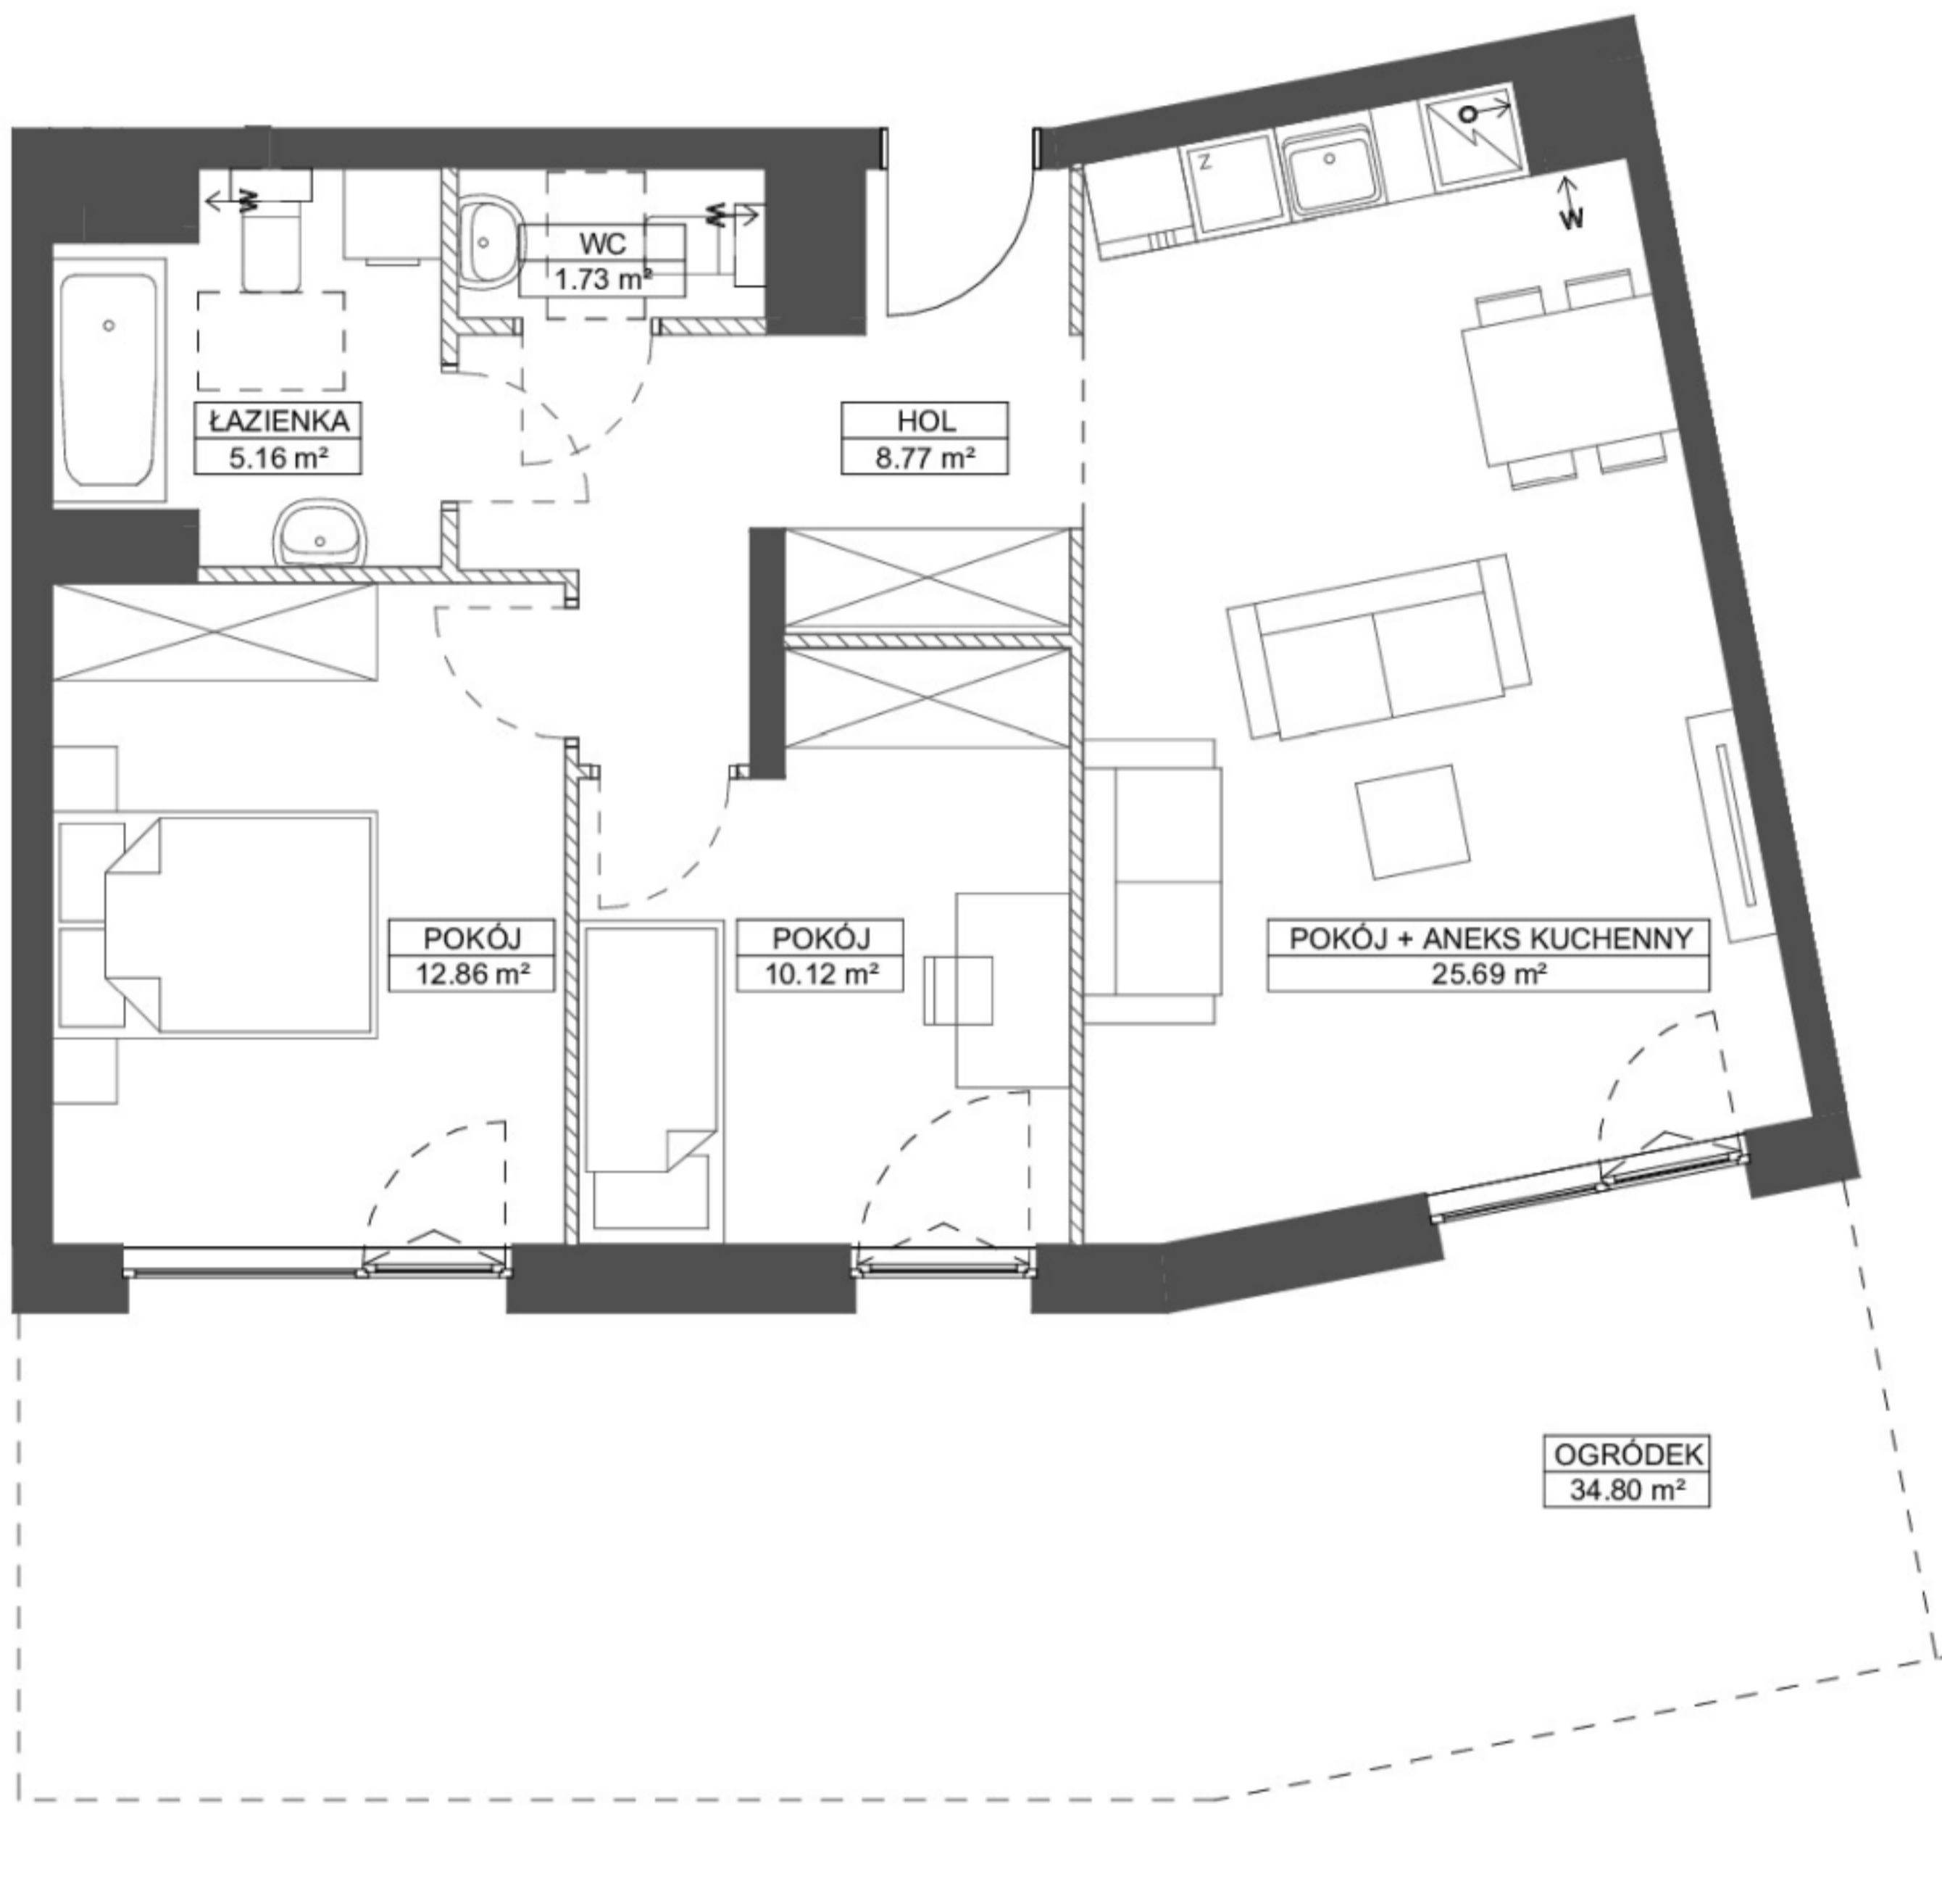 O
W
W
W
Z
W
WC
1.73 m²
ŁAZIENKA
5.16 m²
HOL
8.77 m²
POKÓJ
12.86 m²
POKÓJ
10.12 m²
POKÓJ + ANEKS KUCHENNY
25.69 m²
OGRÓDEK
34.80 m²